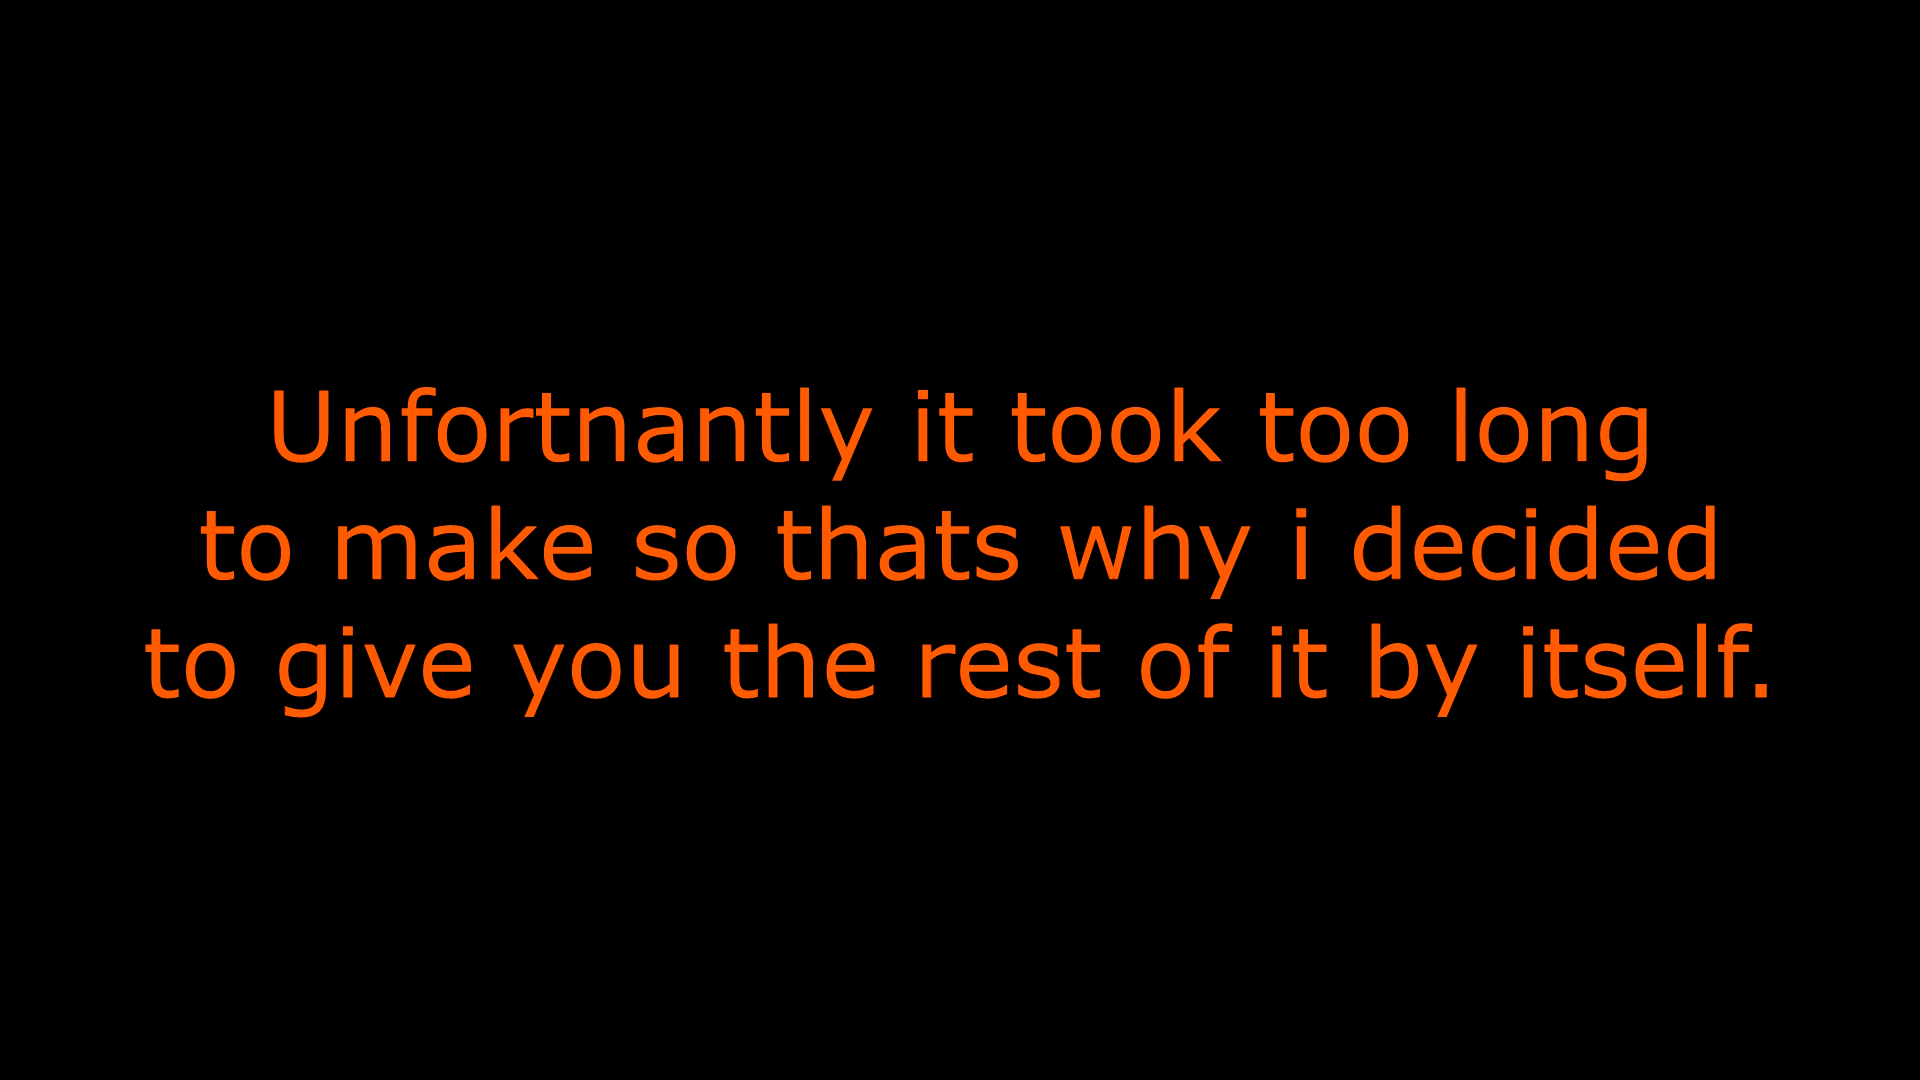 Unfortnantly it took too long
to make so thats why i decided
to give you the rest of it by itself.